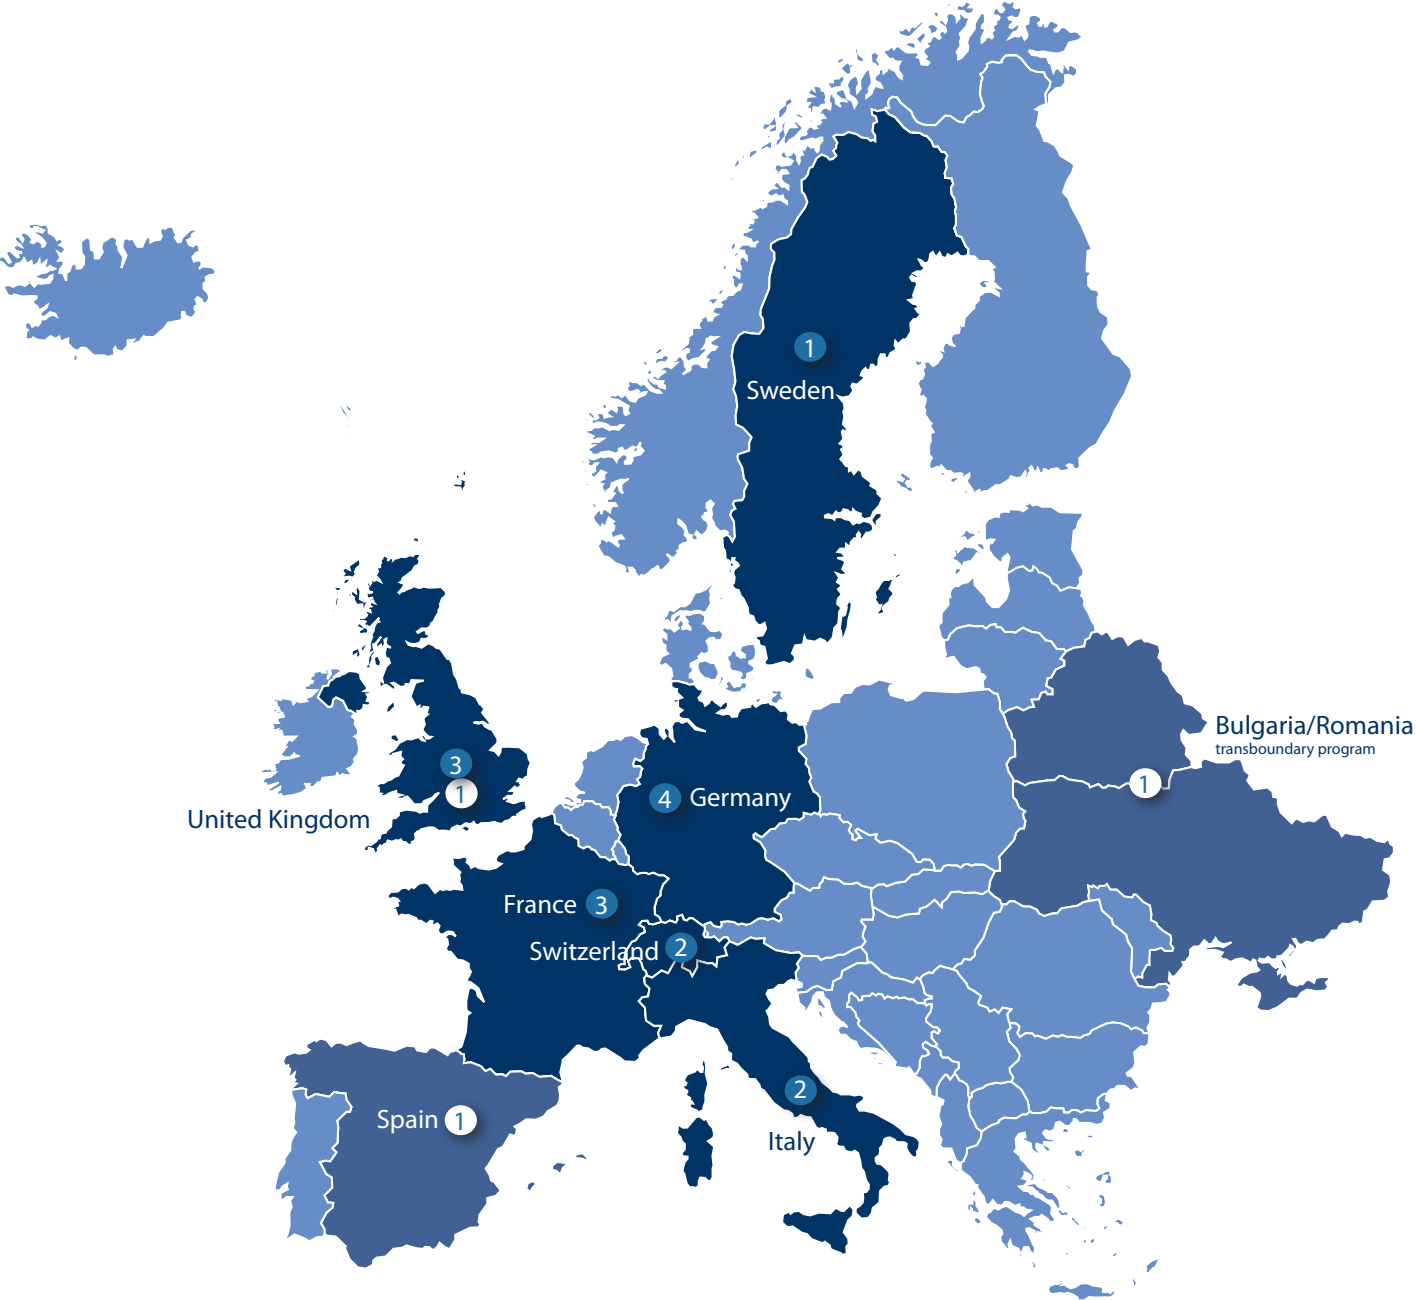 1
Sweden
Bulgaria/Romania
transboundary program
1
3
1
United Kingdom
4 Germany
France 3
Switzerland 2
2
Italy
Spain 1